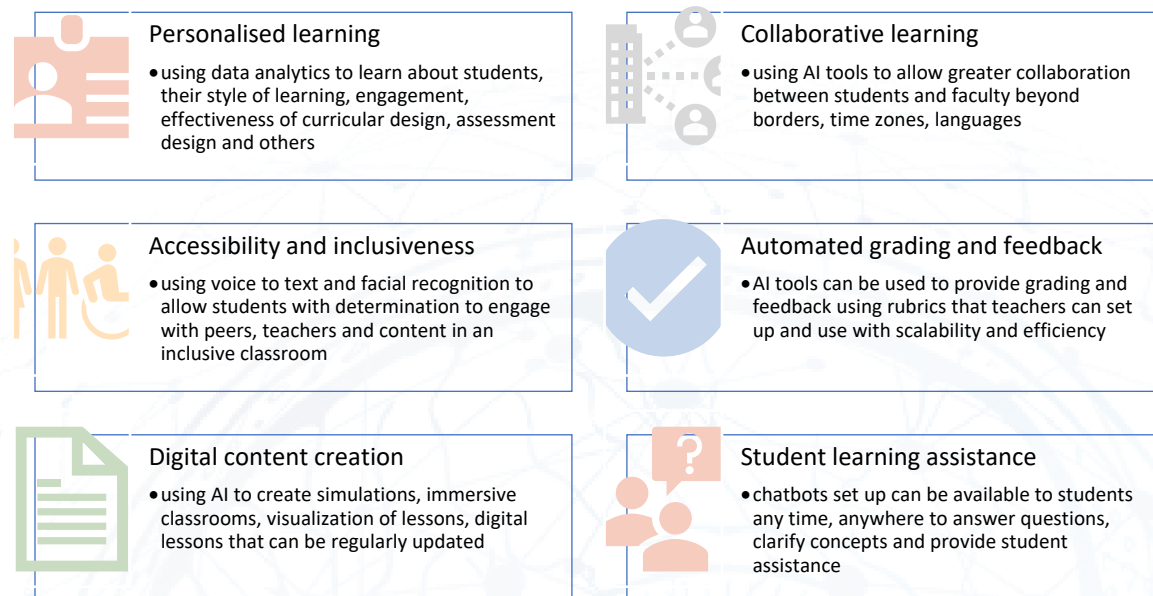 Personalised learning
•using data analytics to learn about students,
their style of learning, engagement,
effectiveness of curricular design, assessment
design and others
Collaborative learning
•using AI tools to allow greater collaboration
between students and faculty beyond
borders, time zones, languages
Accessibility and inclusiveness
•using voice to text and facial recognition to
allow students with determination to engage
with peers, teachers and content in an
inclusive classroom
Automated grading and feedback
•AI tools can be used to provide grading and
feedback using rubrics that teachers can set
up and use with scalability and efficiency
Digital content creation
•using AI to create simulations, immersive
classrooms, visualization of lessons, digital
lessons that can be regularly updated
?
Student learning assistance
•chatbots set up can be available to students
any time, anywhere to answer questions,
clarify concepts and provide student
assistance